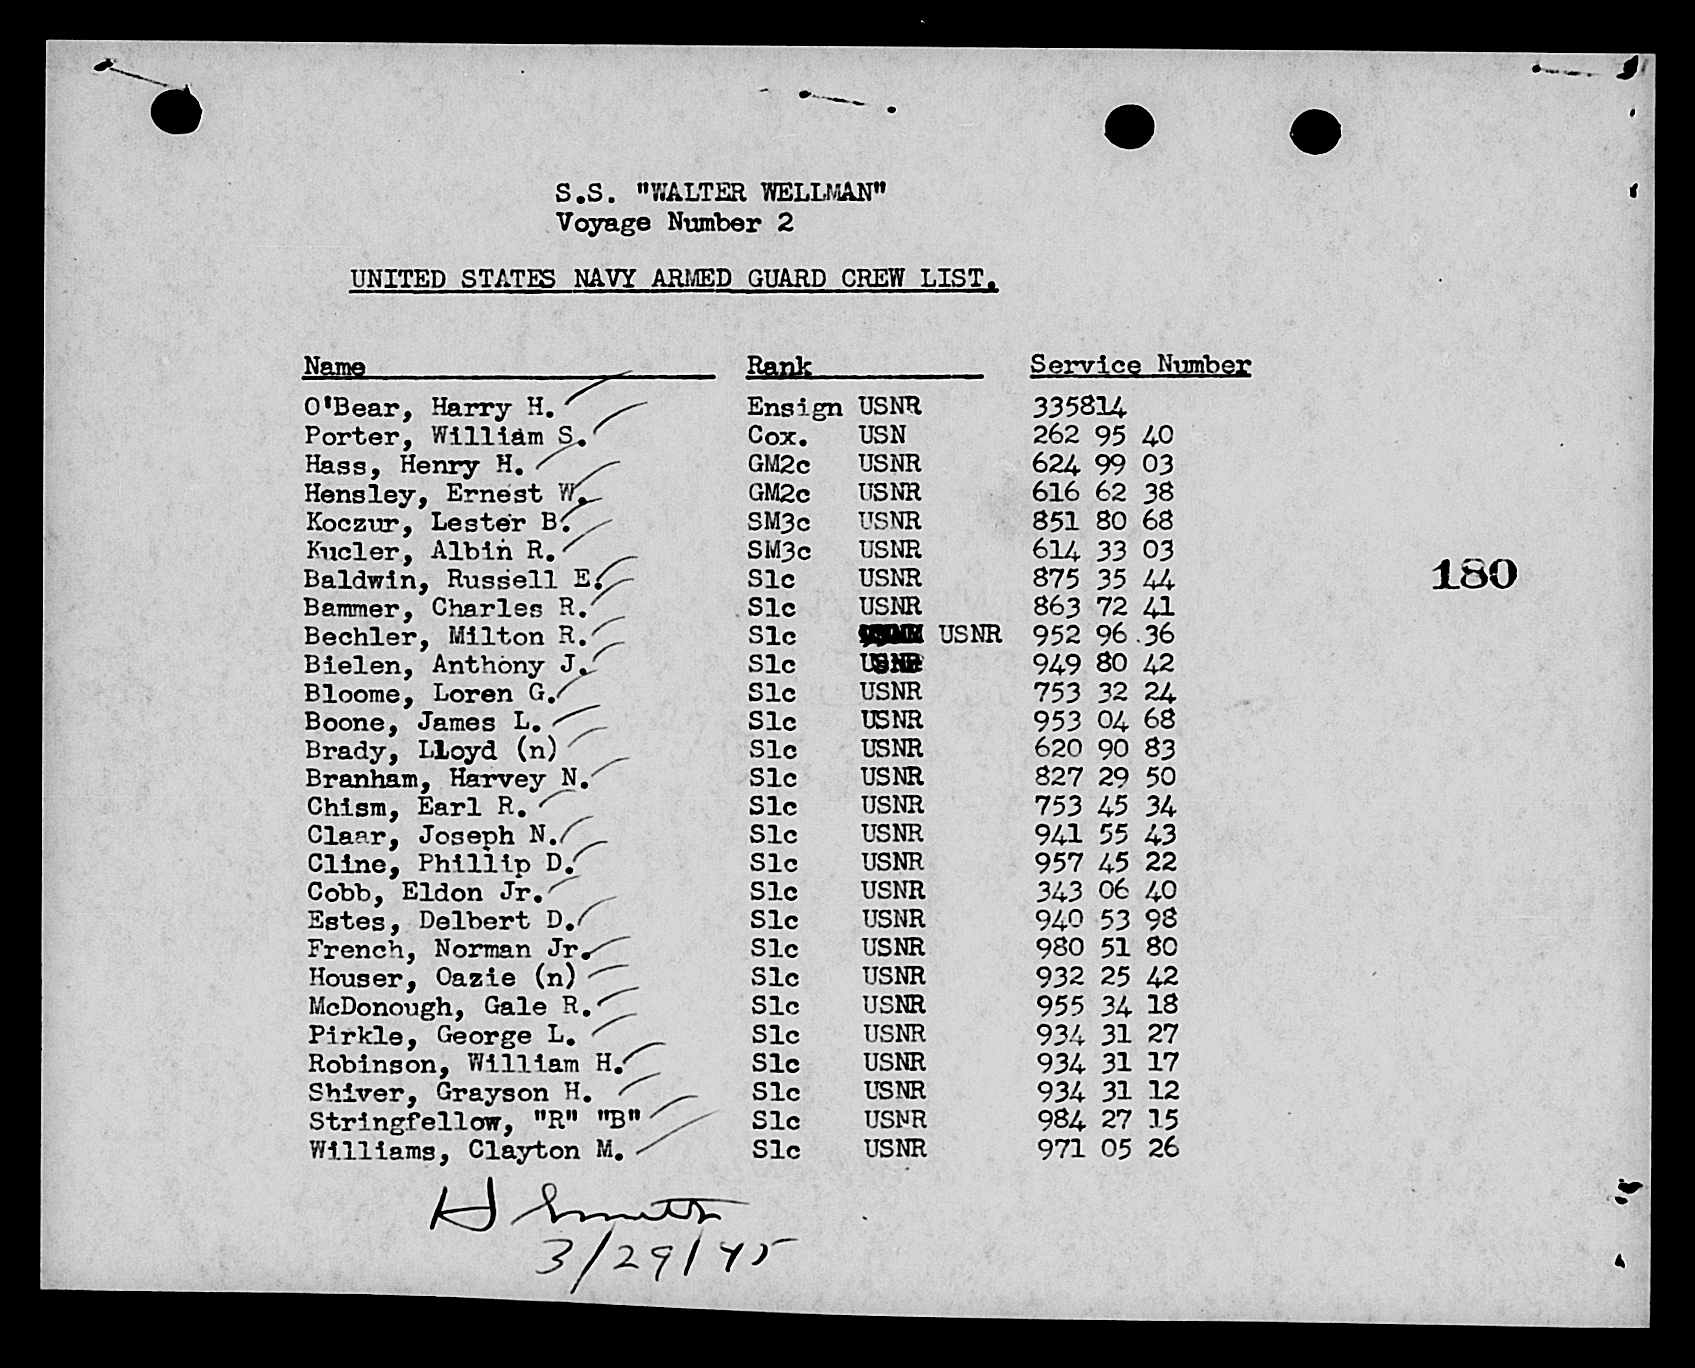 S.S. "WALTER WELLMAN"
Voyage Number 2
UNITED STATES NAVY ARMED GUARD CREW LIST.
Name Rank Service Number
O'Bear, Harry H. Ensign USNR 335814
Porter, William S. Cox. USN 262 95 40
Hass, Henry H. GM2c USNR 624 99 03
Hensley, Ernest W. GM2c USNR 616 62 38
Koczur, Lester B. SM3c USNR 851 80 68
Kucler, Albin R. SM3c USNR 614 33 03
Baldwin, Russell E. S1c USNR 875 35 44
Bammer, Charles R. S1c USNR 863 72 41
Bechler, Milton R. S1c USNR 952 96 36
Bielen, Anthony J. S1c USNR 949 80 42
Bloome, Loren G. S1c USNR 753 32 24
Boone, James L. S1c USNR 953 04 68
Brady, Lloyd (n) S1c USNR 620 90 83
Branham, Harvey N. S1c USNR 827 29 50
Chism, Earl R. S1c USNR 753 45 34
Claar, Joseph N. S1c USNR 941 55 43
Cline, Phillip D. S1c USNR 957 45 22
Cobb, Eldon Jr. S1c USNR 343 06 40
Estes, Delbert D. S1c USNR 940 53 98
French, Norman Jr. S1c USNR 980 51 80
Houser, Oazie (n) S1c USNR 932 25 42
McDonough, Gale R. S1c USNR 955 34 18
Pirkle, George L. S1c USNR 934 31 27
Robinson, William H. S1c USNR 934 31 17
Shiver, Grayson H. S1c USNR 934 31 12
Stringfellow, "R" "B" S1c USNR 984 27 15
Williams, Clayton M. S1c USNR 971 05 26
180
H Smith
3/29/45